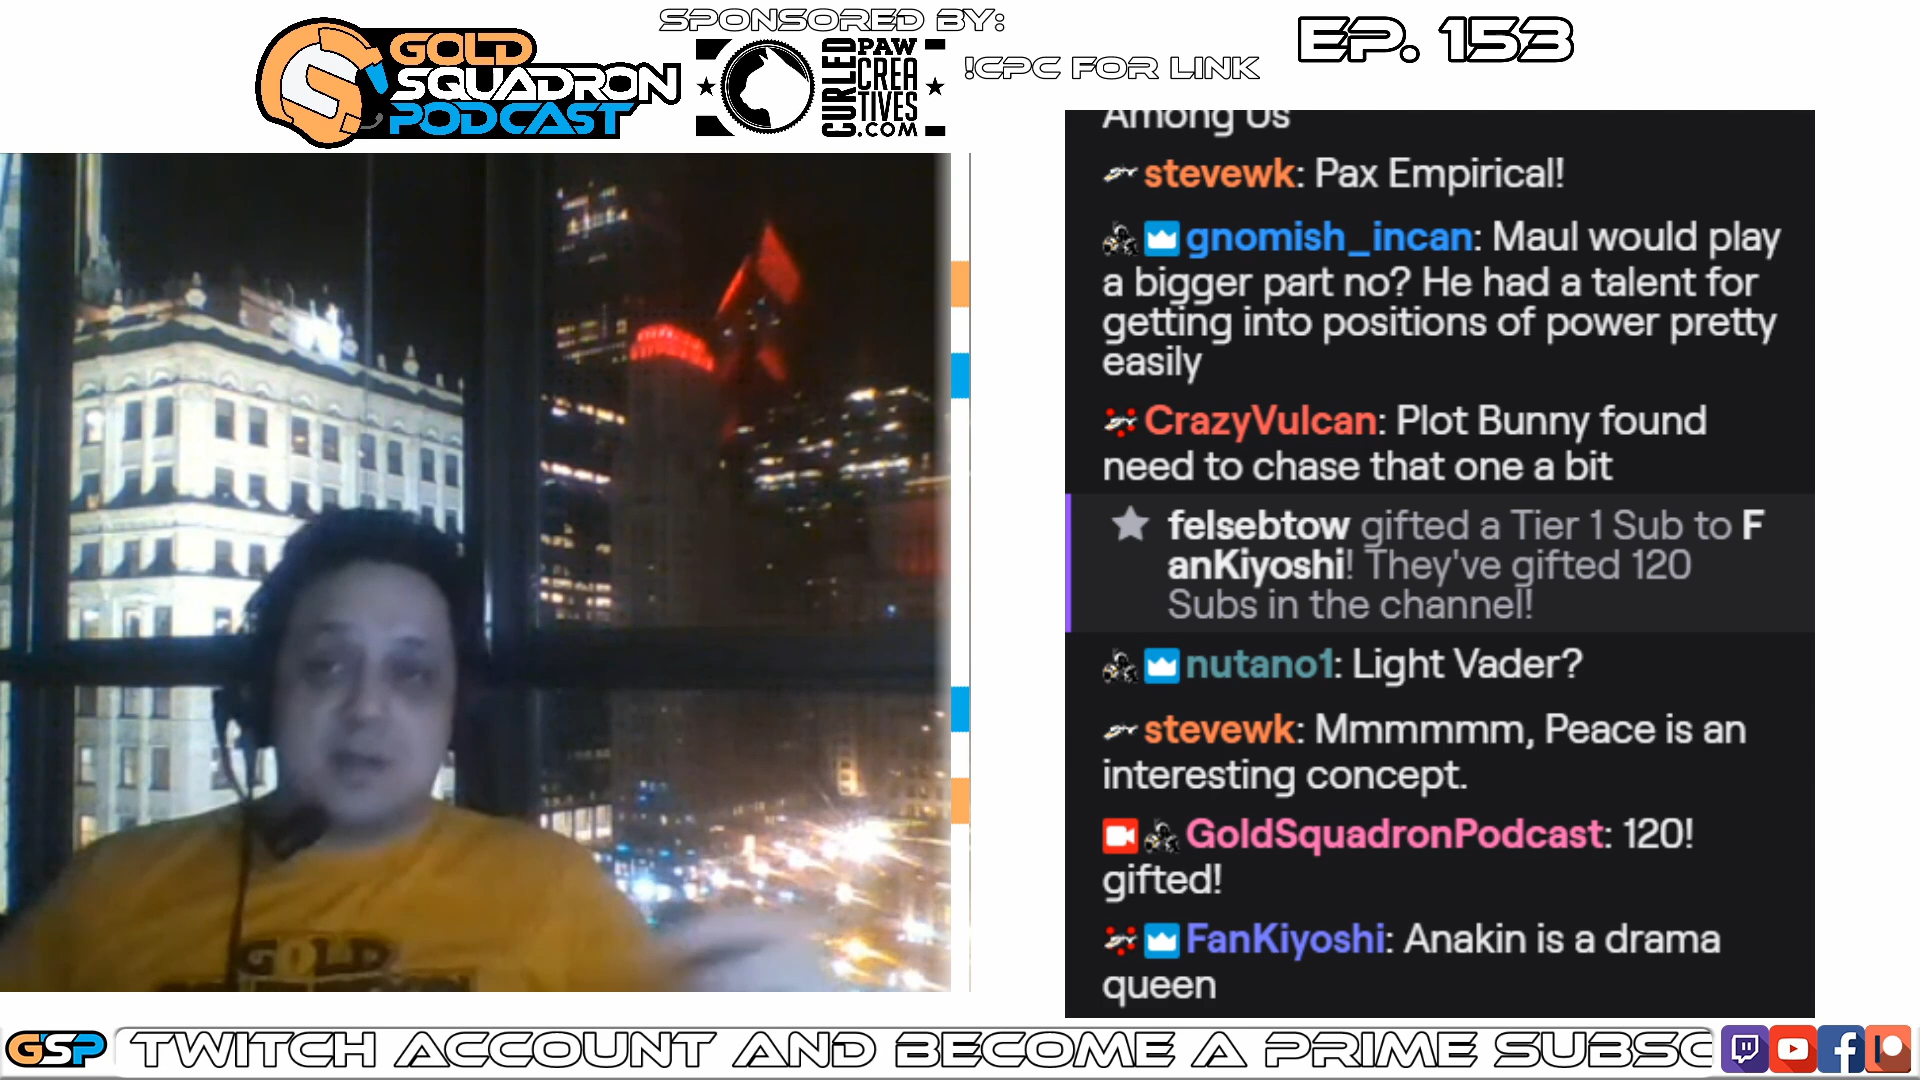 GOLD
SQUADRON
PODCAST
SPONSORED BY:
CURLED
PAW
CREA
TIVES
.COM
!CPC FOR LINK
EP. 153
Among Us
stevewk: Pax Empirical!
gnomish_incan: Maul would play
a bigger part no? He had a talent for
getting into positions of power pretty
easily
CrazyVulcan: Plot Bunny found
need to chase that one a bit
felsebtow gifted a Tier 1 Sub to F
anKiyoshi! They've gifted 120
Subs in the channel!
nutano1: Light Vader?
stevewk: Mmmmmm, Peace is an
interesting concept.
GoldSquadronPodcast: 120!
gifted!
FanKiyoshi: Anakin is a drama
queen
GOLD
GSP
TWITCH ACCOUNT AND BECOME A PRIME SUBSC